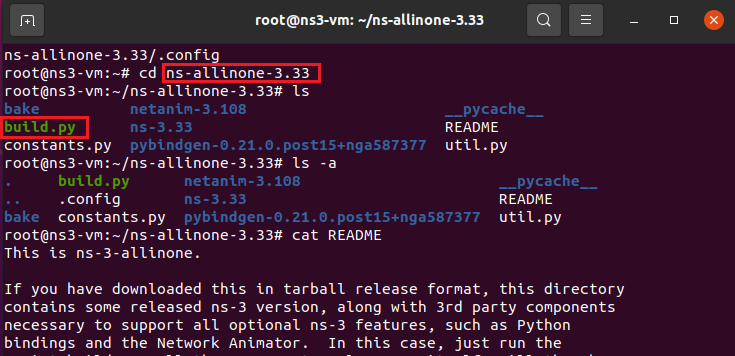 root@ns3-vm: ~/ns-allinone-3.33
ns-allinone-3.33/.config
root@ns3-vm:~# cd ns-allinone-3.33
root@ns3-vm:~/ns-allinone-3.33# ls
bake netanim-3.108 __pycache__
build.py ns-3.33 README
constants.py pybindgen-0.21.0.post15+nga587377 util.py
root@ns3-vm:~/ns-allinone-3.33# ls -a
. build.py netanim-3.108 __pycache__
.. .config ns-3.33 README
bake constants.py pybindgen-0.21.0.post15+nga587377 util.py
root@ns3-vm:~/ns-allinone-3.33# cat README
This is ns-3-allinone.
If you have downloaded this in tarball release format, this directory
contains some released ns-3 version, along with 3rd party components
necessary to support all optional ns-3 features, such as Python
bindings and the Network Animator. In this case, just run the